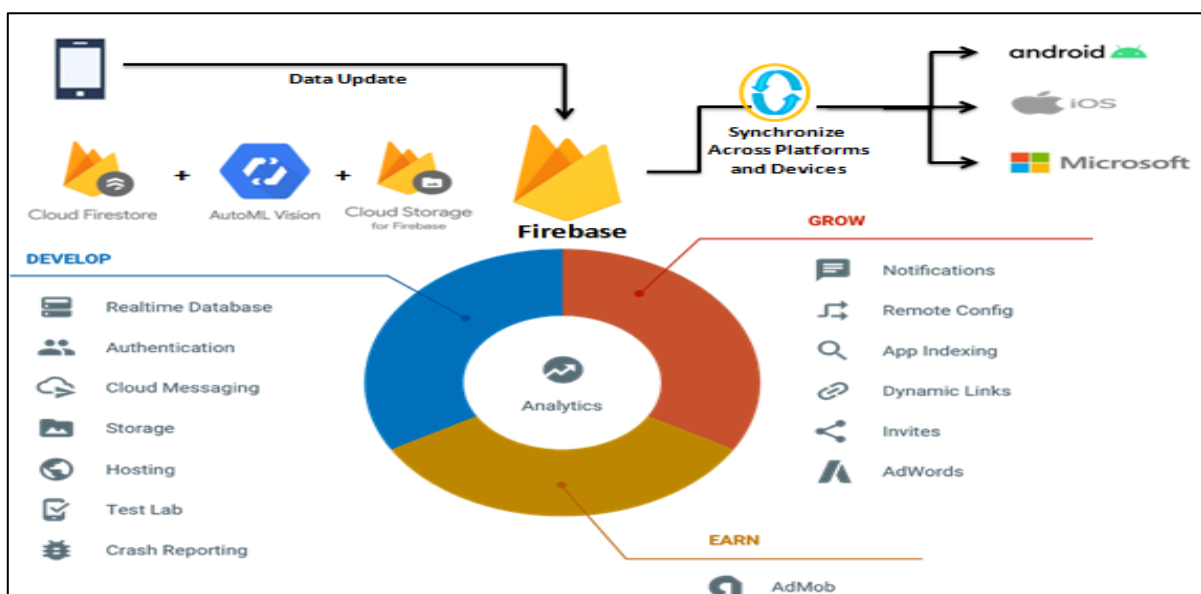 Data Update
android
iOS
Microsoft
Synchronize
Across Platforms
and Devices
+
+
Cloud Firestore
AutoML Vision
Cloud Storage
for Firebase
Firebase
GROW
Notifications
Remote Config
App Indexing
Dynamic Links
Invites
AdWords
DEVELOP
Realtime Database
Authentication
Cloud Messaging
Storage
Hosting
Test Lab
Crash Reporting
Analytics
EARN
AdMob